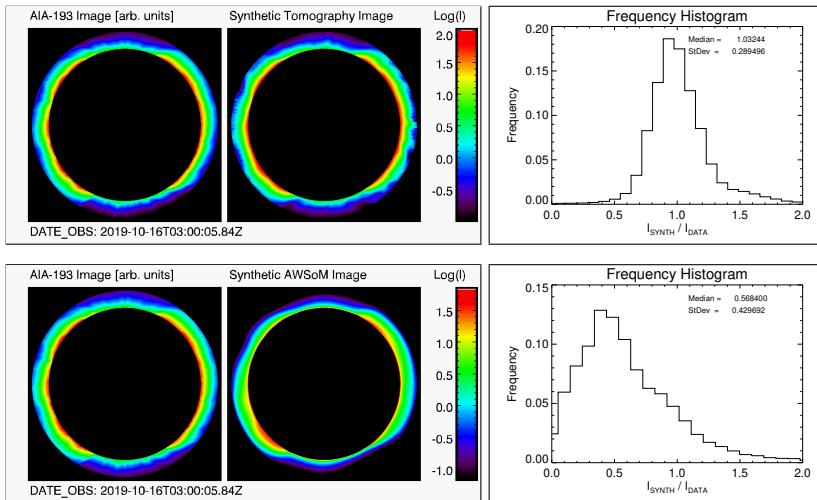 AIA-193 Image [arb. units]
Synthetic Tomography Image
Log(I)
2.0
1.5
1.0
0.5
0.0
-0.5
DATE_OBS: 2019-10-16T03:00:05.84Z
Frequency Histogram
Median = 1.03244
StDev = 0.289496
Frequency
0.20
0.15
0.10
0.05
0.00
0.0 0.5 1.0 1.5 2.0
I_SYNTH / I_DATA
AIA-193 Image [arb. units]
Synthetic AWSoM Image
Log(I)
1.5
1.0
0.5
0.0
-0.5
-1.0
DATE_OBS: 2019-10-16T03:00:05.84Z
Frequency Histogram
Median = 0.568400
StDev = 0.429692
Frequency
0.15
0.10
0.05
0.00
0.0 0.5 1.0 1.5 2.0
I_SYNTH / I_DATA